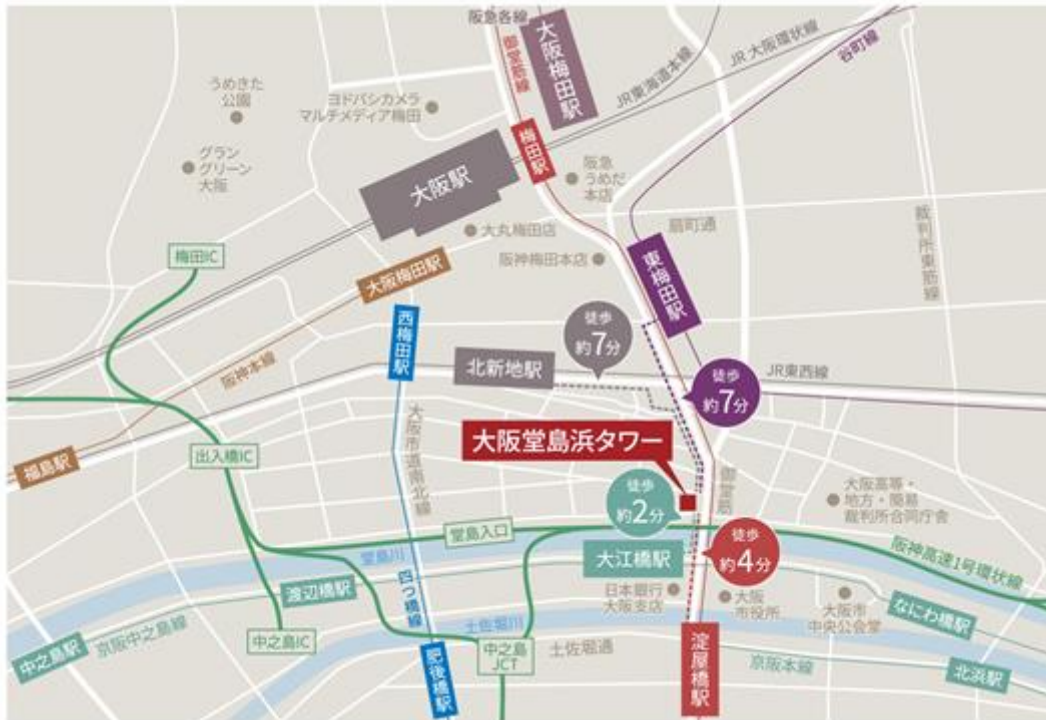 阪急各線
御堂筋線
大阪梅田駅
JR東海道本線
JR 大阪環状線
谷町線
うめきた
公園
ヨドバシカメラ
マルチメディア梅田
梅田駅
グラン
グリーン
大阪
大阪駅
阪急
うめだ
本店
大丸梅田店
扇町通
裁判所東筋線
梅田IC
大阪梅田駅
阪神梅田本店
東梅田駅
西梅田駅
徒歩
約7分
阪神本線
北新地駅
JR東西線
徒歩
約7分
大阪市道南北線
大阪堂島浜タワー
福島駅
出入橋IC
御堂筋
徒歩
約2分
大阪高等・
地方・簡易
裁判所合同庁舎
堂島入口
堂島川
大江橋駅
徒歩
約4分
阪神高速1号環状線
渡辺橋駅
四つ橋線
日本銀行
大阪支店
大阪
市役所
大阪市
中央公会堂
なにわ橋駅
中之島駅
京阪中之島線
中之島IC
土佐堀川
中之島
JCT
土佐堀通
肥後橋駅
淀屋橋駅
京阪本線
北浜駅